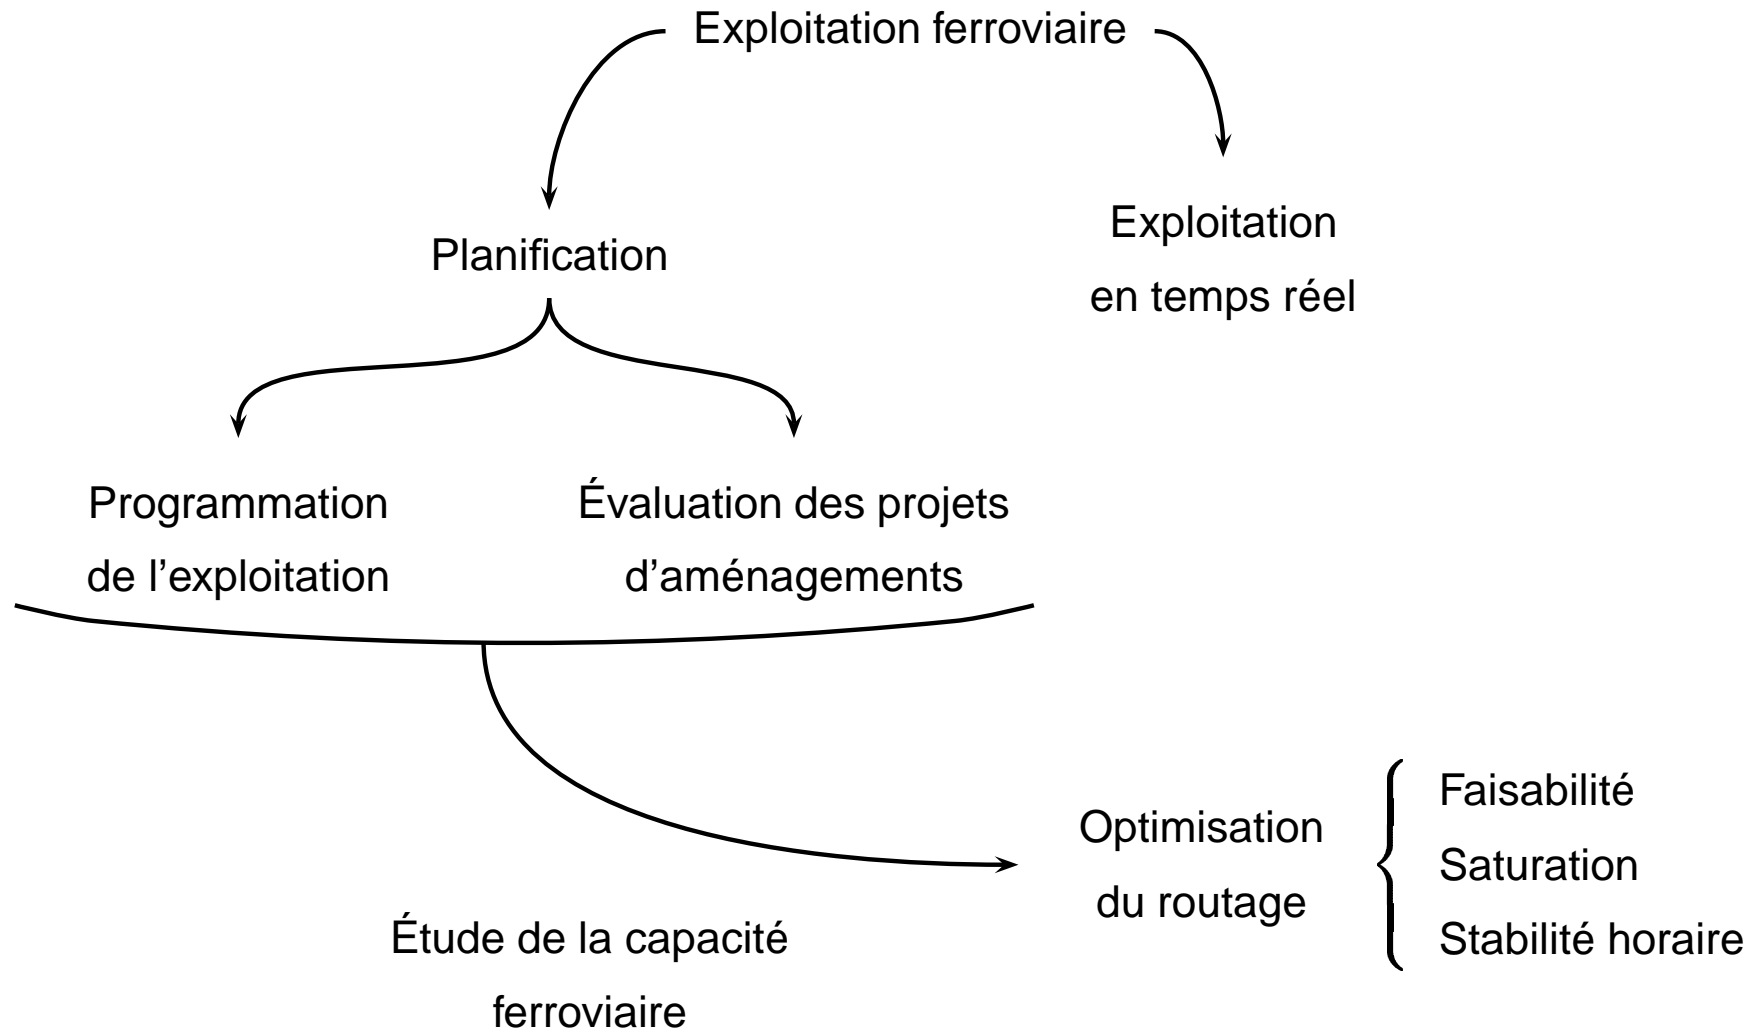 Exploitation ferroviaire
Planification
Exploitation
en temps réel
Programmation
de l’exploitation
Évaluation des projets
d’aménagements
Optimisation
du routage
Faisabilité
Saturation
Stabilité horaire
Étude de la capacité
ferroviaire